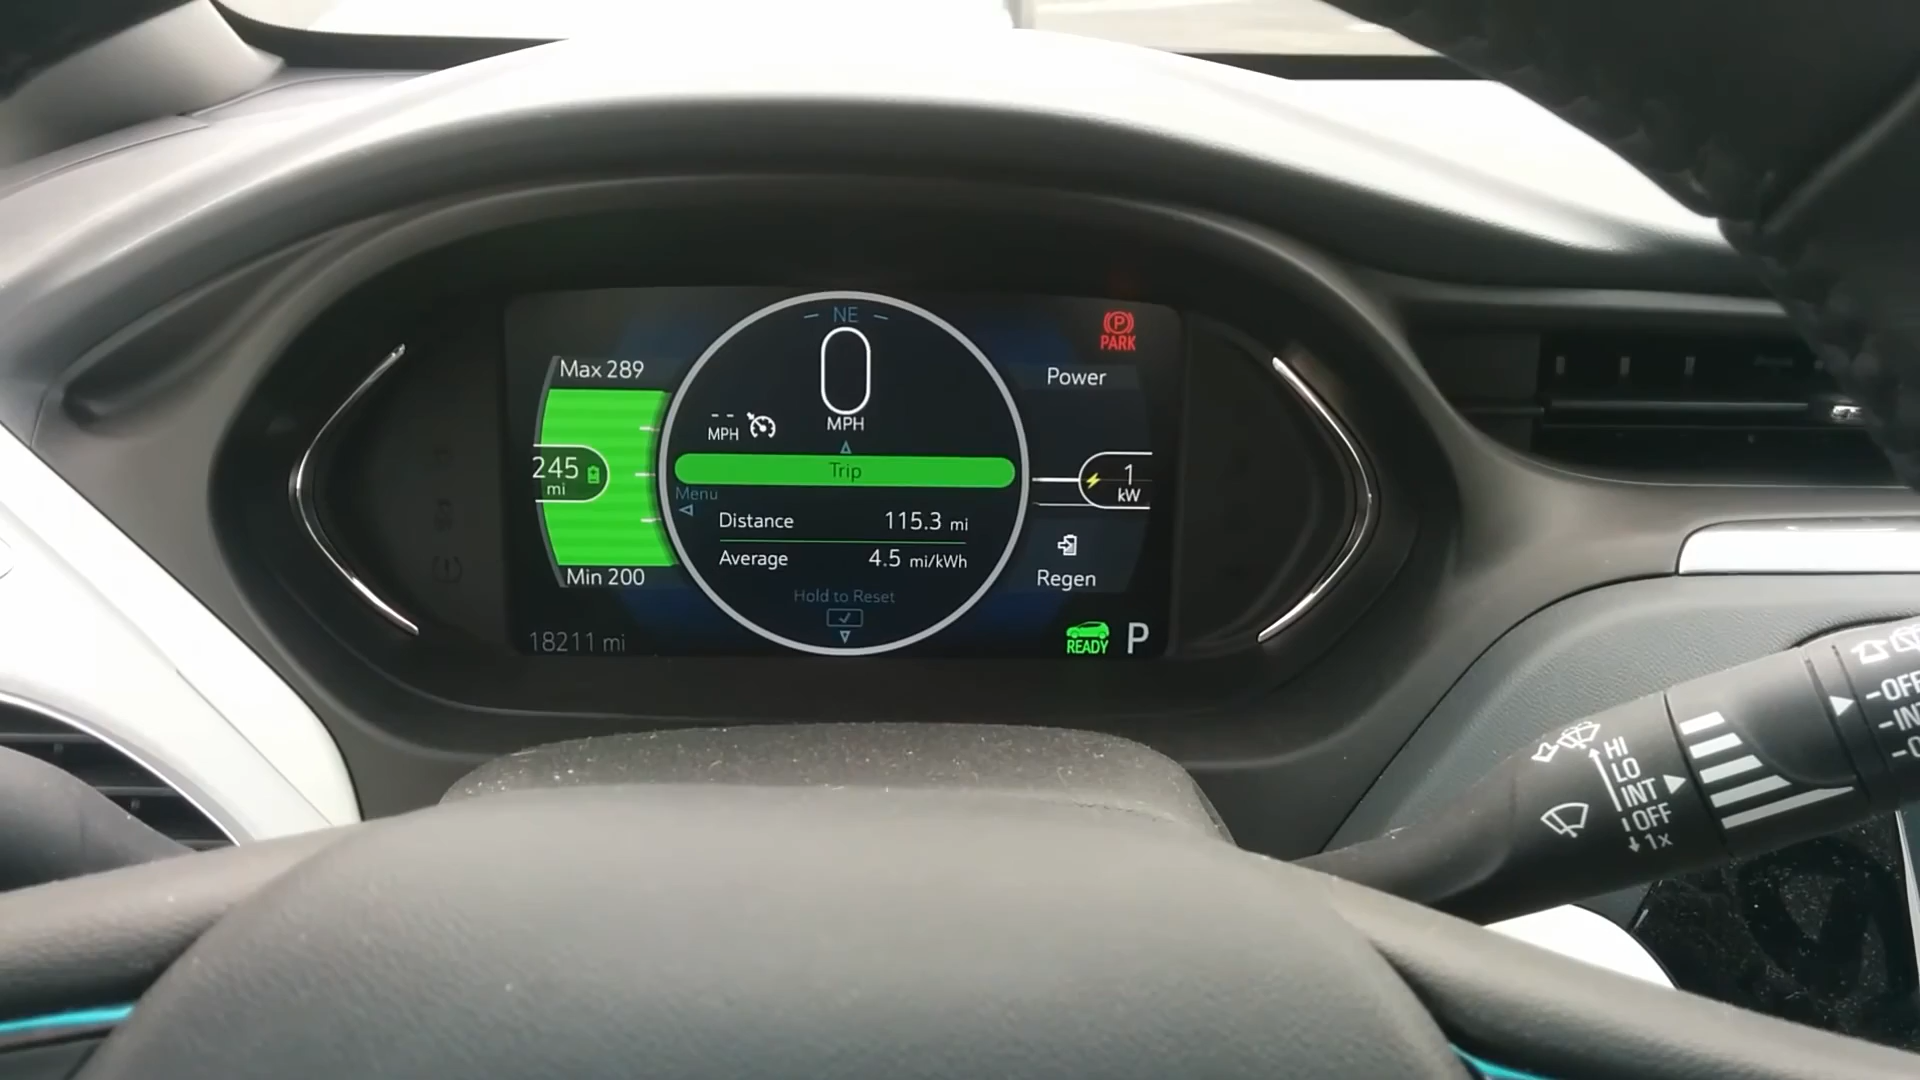 NE
PARK
Max 289
Power
0
MPH
--
MPH
Trip
245
mi
1
kW
Menu
Distance 115.3 mi
Average 4.5 mi/kWh
Regen
Min 200
Hold to Reset
18211 mi
READY P
HI
LO
INT
OFF
1x
-OFF